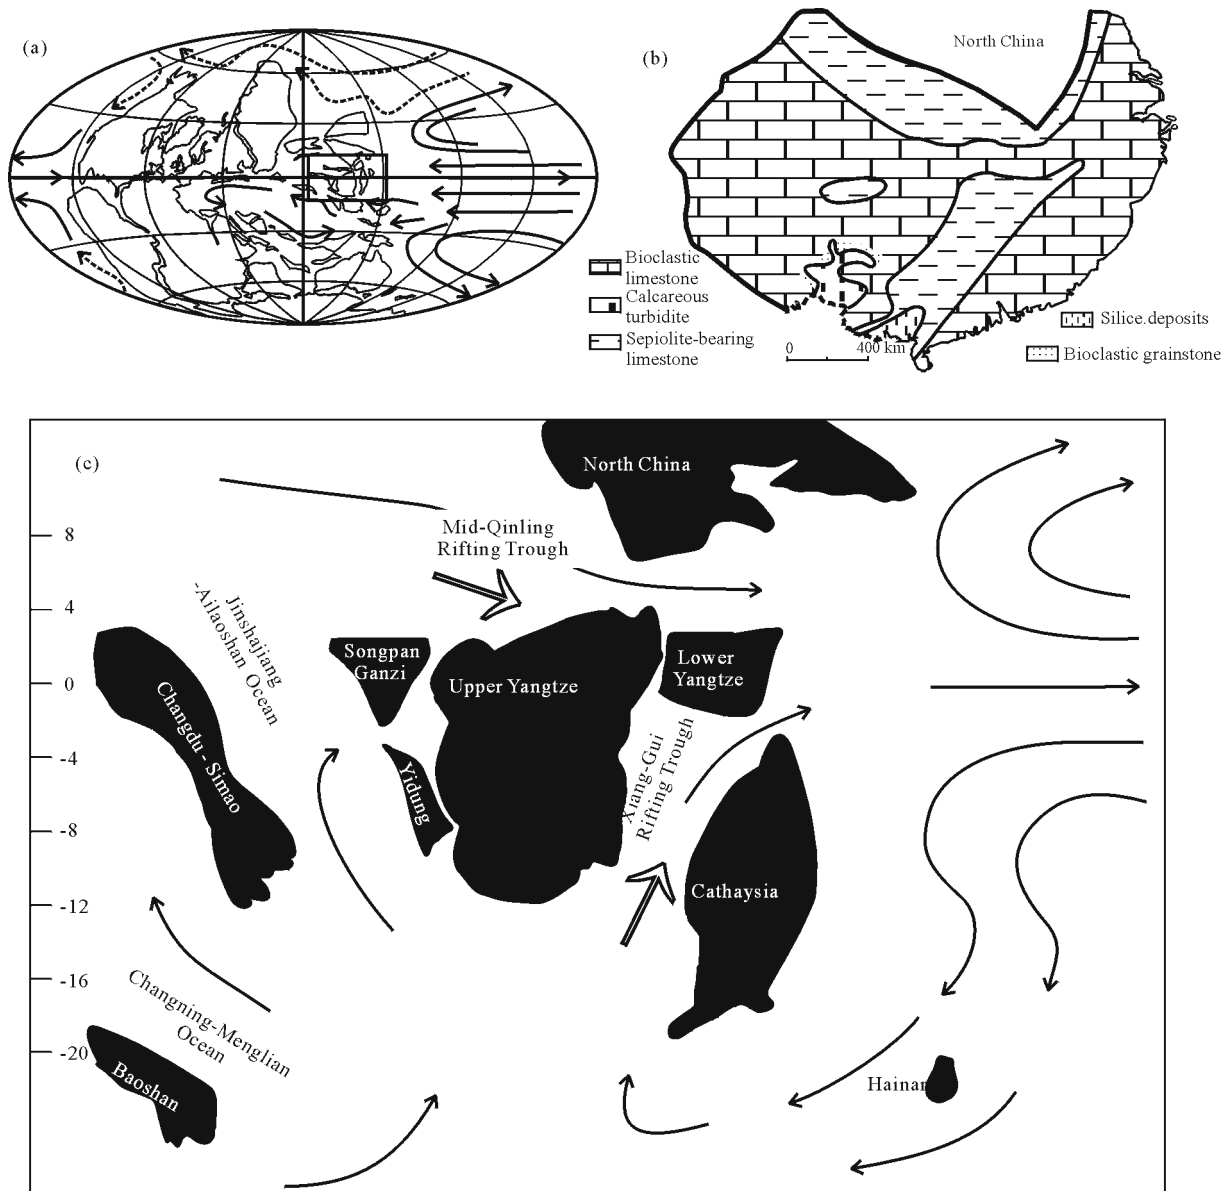 (a)
(b)
North China
Bioclastic
limestone
Calcareous
turbidite
Sepiolite-bearing
limestone
0
400 km
Silice.deposits
Bioclastic grainstone
(c)
North China
Mid-Qinling
Rifting Trough
8
4
0
-4
-8
-12
-16
-20
Jinshajiang
-Ailaoshan Ocean
Songpan
Ganzi
Upper Yangtze
Lower
Yangtze
Changdu - Simao
Yidung
Xiang-Gui
Rifting Trough
Cathaysia
Changning-Menglian
Ocean
Baoshan
Hainan